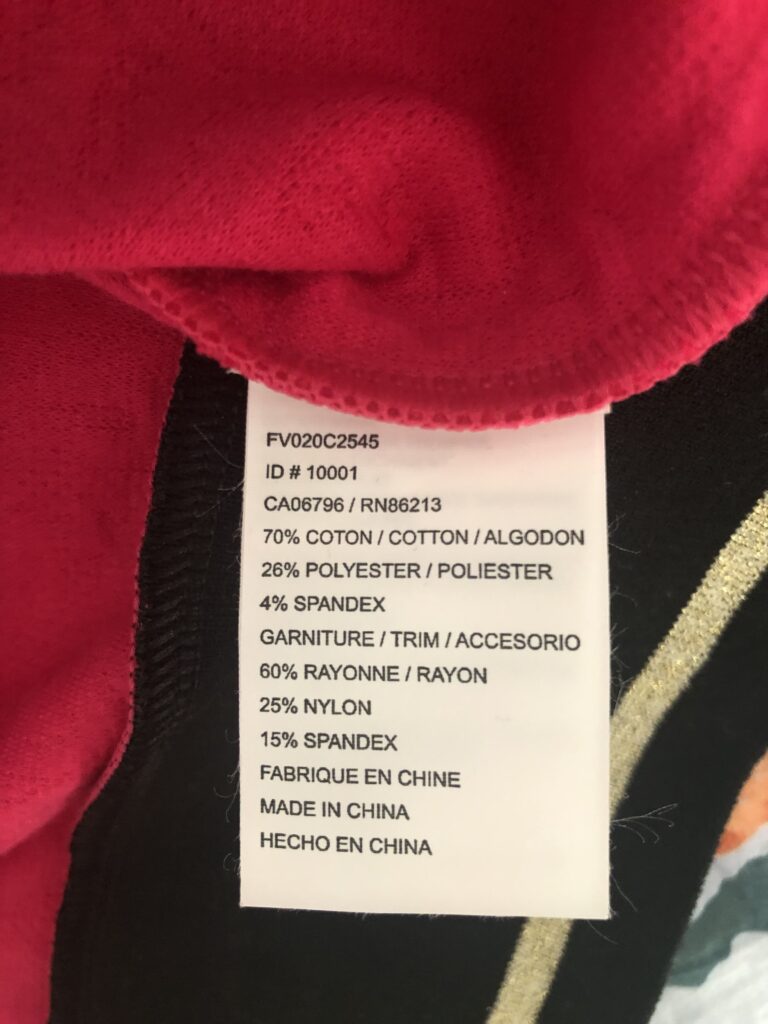 FV020C2545
ID # 10001
CA06796 / RN86213
70% COTON / COTTON / ALGODON
26% POLYESTER / POLIESTER
4% SPANDEX
GARNITURE / TRIM / ACCESORIO
60% RAYONNE / RAYON
25% NYLON
15% SPANDEX
FABRIQUE EN CHINE
MADE IN CHINA
HECHO EN CHINA